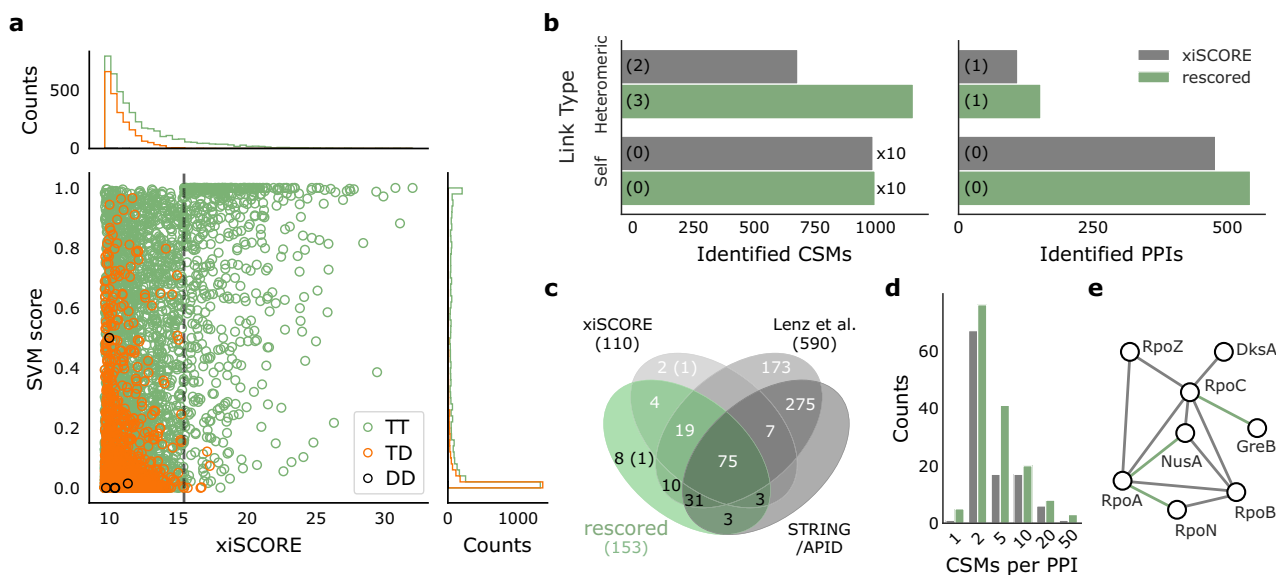 a
Counts
500
0
SVM score
1.0
0.8
0.6
0.4
0.2
0.0
TT
TD
DD
10
15
20
25
30
xiSCORE
0
1000
Counts
b
Link Type
Heteromeric
Self
(2)
(3)
(0)
x10
(0)
x10
0
250
500
750
1000
Identified CSMs
(1)
(1)
(0)
(0)
xiSCORE
rescored
0
250
500
Identified PPIs
c
xiSCORE
(110)
Lenz et al.
(590)
2 (1)
173
4
275
19
7
8 (1)
75
10
31
3
3
rescored
(153)
STRING
/APID
d
Counts
60
40
20
0
1
2
5
10
20
50
CSMs per PPI
e
RpoZ
DksA
RpoC
GreB
NusA
RpoA
RpoB
RpoN